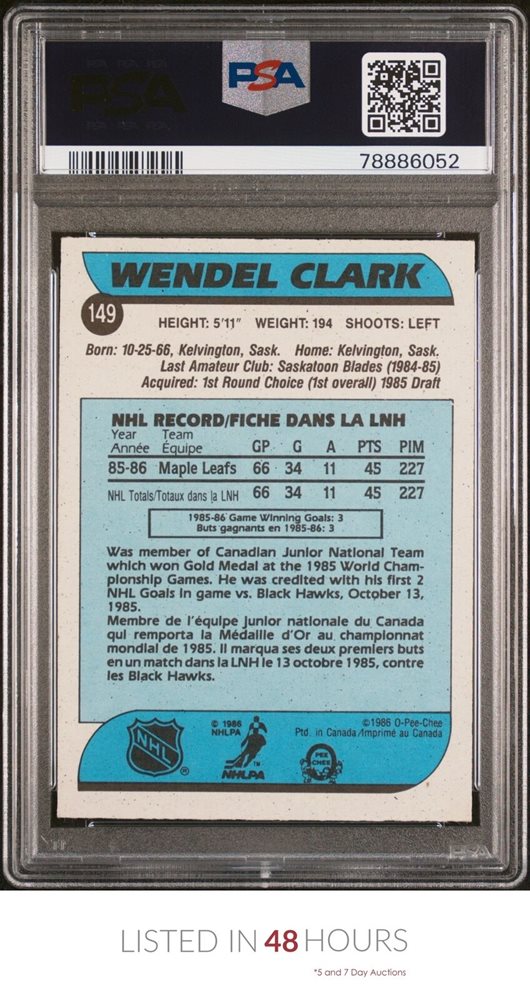 PSA
78886052
WENDEL CLARK
149
HEIGHT: 5'11" WEIGHT: 194 SHOOTS: LEFT
Born: 10-25-66, Kelvington, Sask. Home: Kelvington, Sask.
Last Amateur Club: Saskatoon Blades (1984-85)
Acquired: 1st Round Choice (1st overall) 1985 Draft
NHL RECORD/FICHE DANS LA LNH
Year Team
Année Équipe GP G A PTS PIM
85-86 Maple Leafs 66 34 11 45 227
NHL Totals/Totaux dans la LNH 66 34 11 45 227
1985-86 Game Winning Goals: 3
Buts gagnants en 1985-86: 3
Was member of Canadian Junior National Team
which won Gold Medal at the 1985 World Cham-
pionship Games. He was credited with his first 2
NHL Goals in game vs. Black Hawks, October 13,
1985.
Membre de l'équipe junior nationale du Canada
qui remporta la Médaille d'Or au championnat
mondial de 1985. Il marqua ses deux premiers buts
en un match dans la LNH le 13 octobre 1985, contre
les Black Hawks.
NHL ®
© 1986
NHLPA
TM
NHLPA
©1986 O-Pee-Chee
Ptd. in Canada/Imprimé au Canada
O PEE CHEE
PSA
LISTED IN 48 HOURS
*5 and 7 Day Auctions